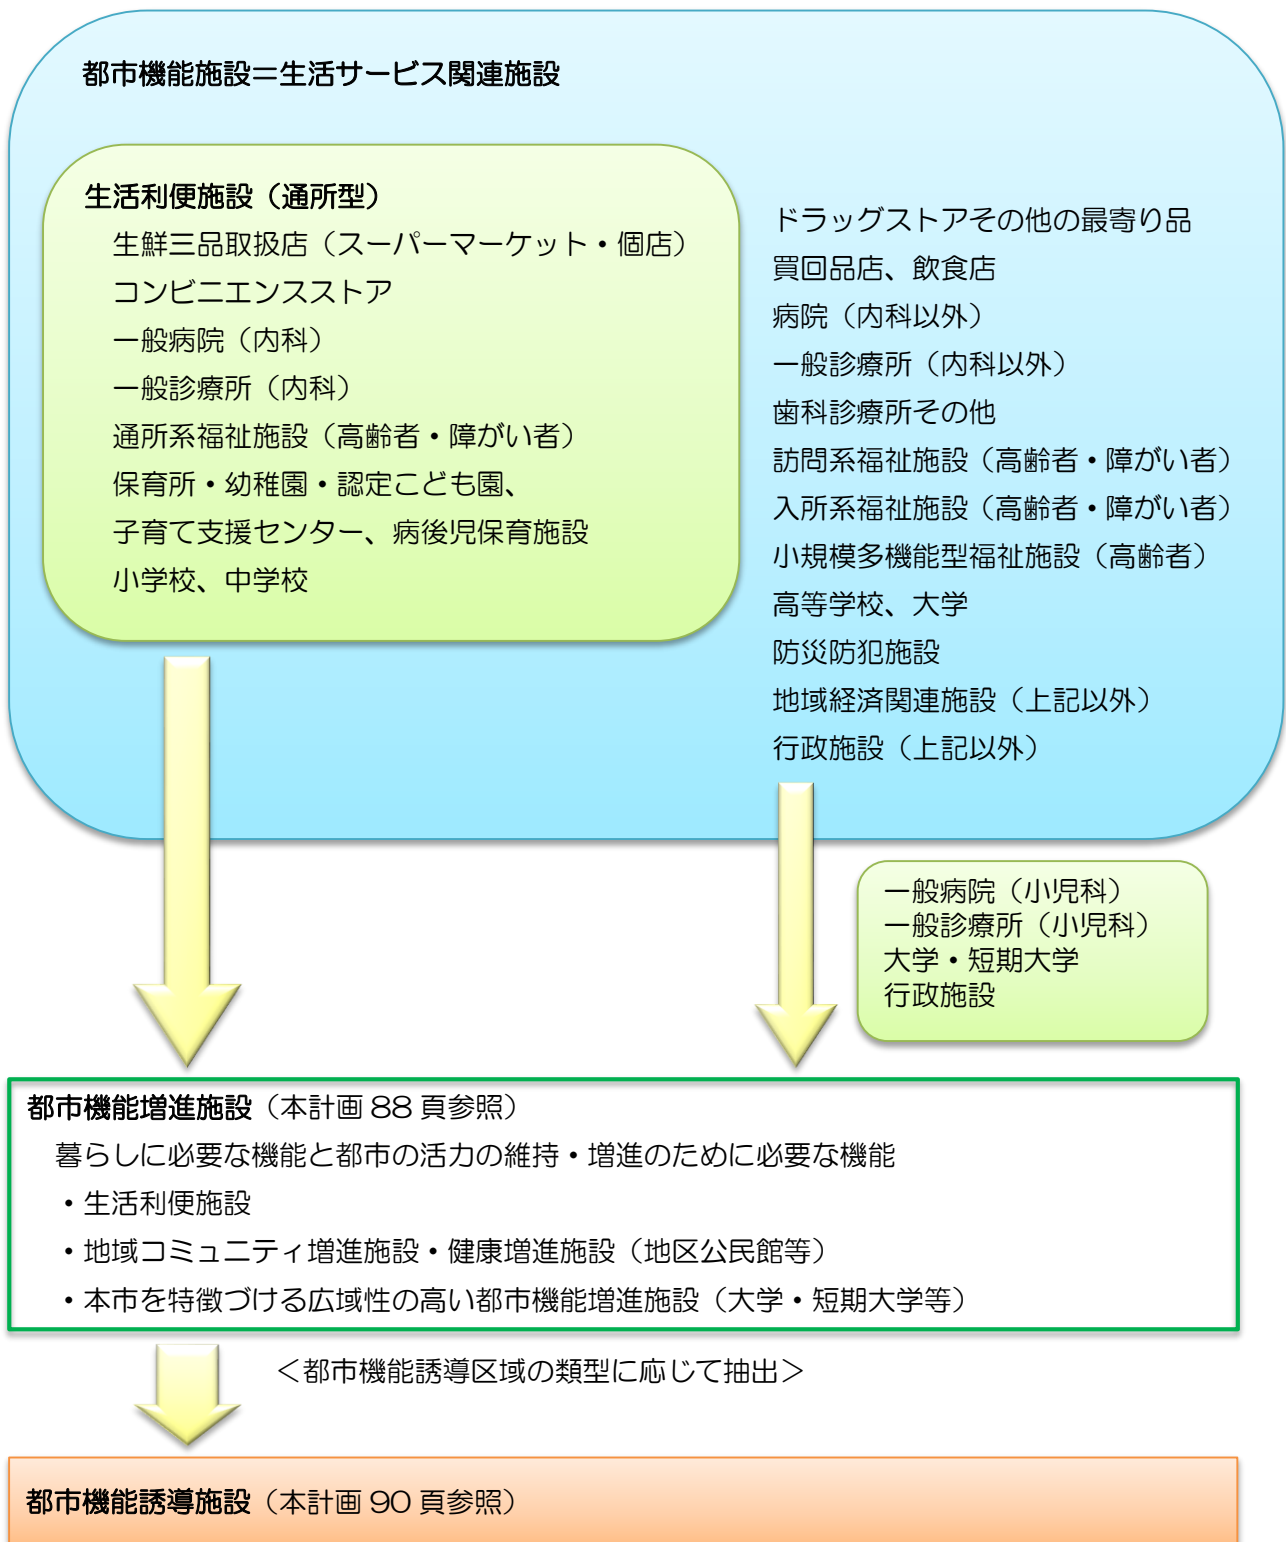 都市機能施設＝生活サービス関連施設
生活利便施設（通所型）
生鮮三品取扱店（スーパーマーケット・個店）
コンビニエンスストア
一般病院（内科）
一般診療所（内科）
通所系福祉施設（高齢者・障がい者）
保育所・幼稚園・認定こども園、
子育て支援センター、病後児保育施設
小学校、中学校
ドラッグストアその他の最寄り品
買回品店、飲食店
病院（内科以外）
一般診療所（内科以外）
歯科診療所その他
訪問系福祉施設（高齢者・障がい者）
入所系福祉施設（高齢者・障がい者）
小規模多機能型福祉施設（高齢者）
高等学校、大学
防災防犯施設
地域経済関連施設（上記以外）
行政施設（上記以外）
一般病院（小児科）
一般診療所（小児科）
大学・短期大学
行政施設
都市機能増進施設（本計画 88 頁参照）
暮らしに必要な機能と都市の活力の維持・増進のために必要な機能
・生活利便施設
・地域コミュニティ増進施設・健康増進施設（地区公民館等）
・本市を特徴づける広域性の高い都市機能増進施設（大学・短期大学等）
＜都市機能誘導区域の類型に応じて抽出＞
都市機能誘導施設（本計画 90 頁参照）